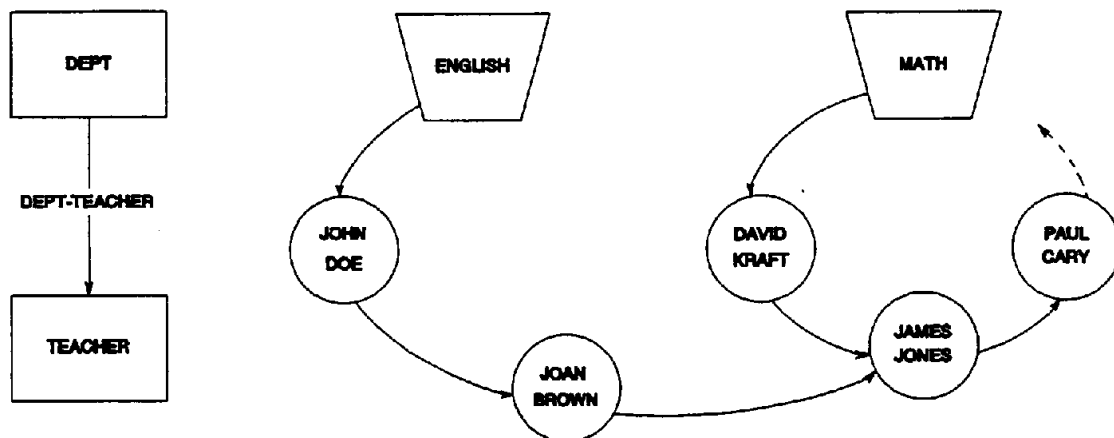 DEPT
DEPT-TEACHER
TEACHER
ENGLISH
MATH
JOHN
DOE
JOAN
BROWN
DAVID
KRAFT
JAMES
JONES
PAUL
CARY